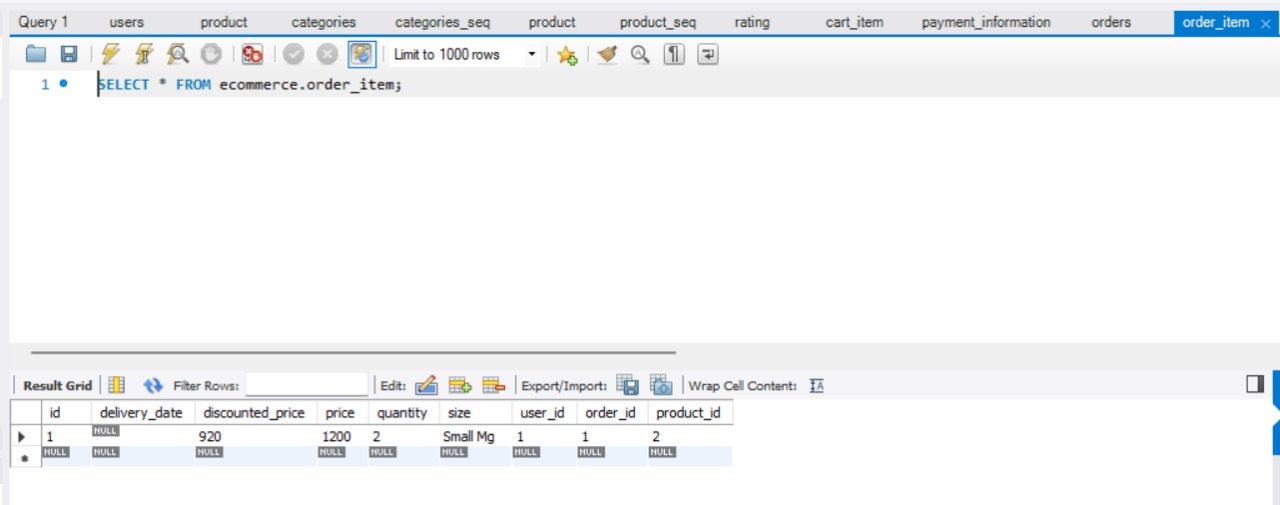 Query 1 users product categories categories_seq product product_seq rating cart_item payment_information orders order_item
Limit to 1000 rows
1 SELECT * FROM ecommerce.order_item;
Result Grid Filter Rows: Edit: Export/Import: Wrap Cell Content:
id delivery_date discounted_price price quantity size user_id order_id product_id
1 NULL 920 1200 2 Small Mg 1 1 2
NULL NULL NULL NULL NULL NULL NULL NULL NULL